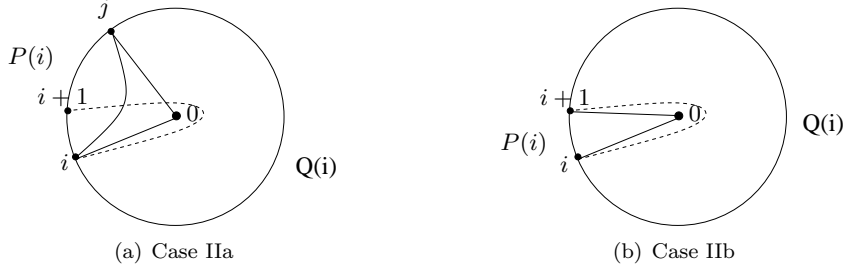 j
P(i)
i + 1
0
i
Q(i)
(a) Case IIa
i + 1
0
P(i)
i
Q(i)
(b) Case IIb